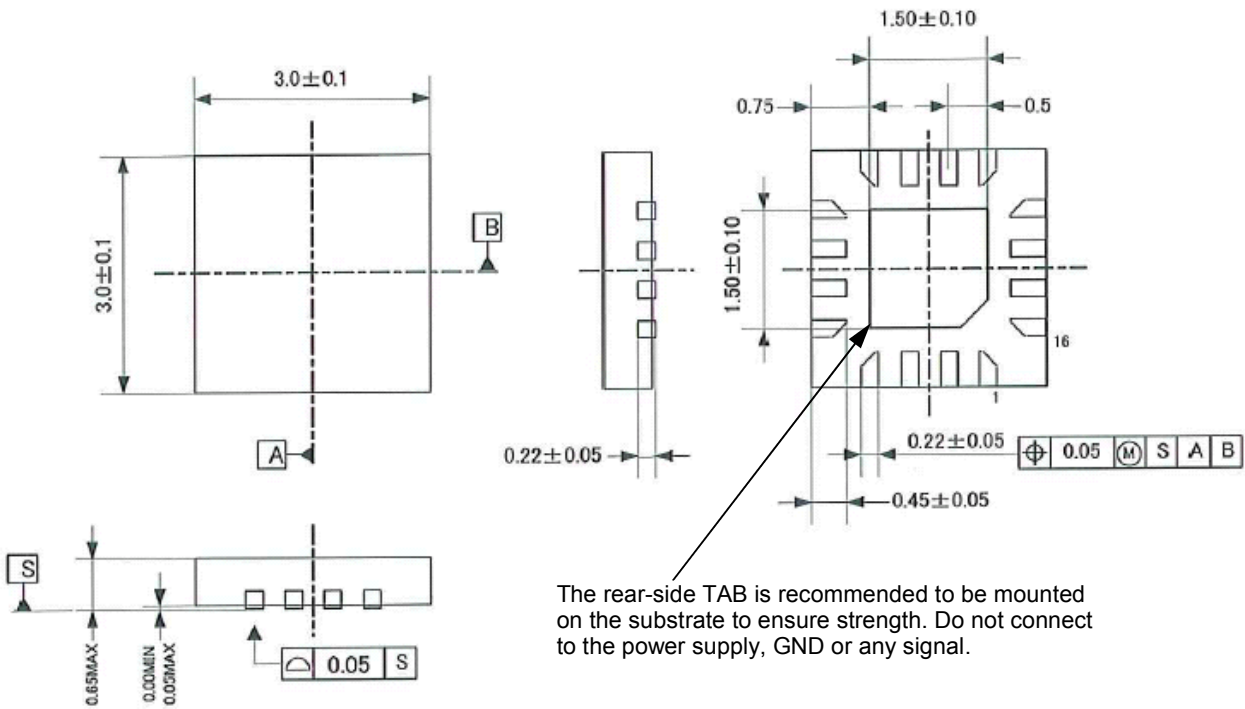 1.50±0.10
3.0±0.1
0.75
0.5
3.0±0.1
B
1.50±0.10
16
1
A
0.22±0.05
0.22±0.05
⌖ 0.05 Ⓜ S A B
0.45±0.05
S
0.65MAX
0.00MIN
0.05MAX
⌓ 0.05 S
The rear-side TAB is recommended to be mounted
on the substrate to ensure strength. Do not connect
to the power supply, GND or any signal.